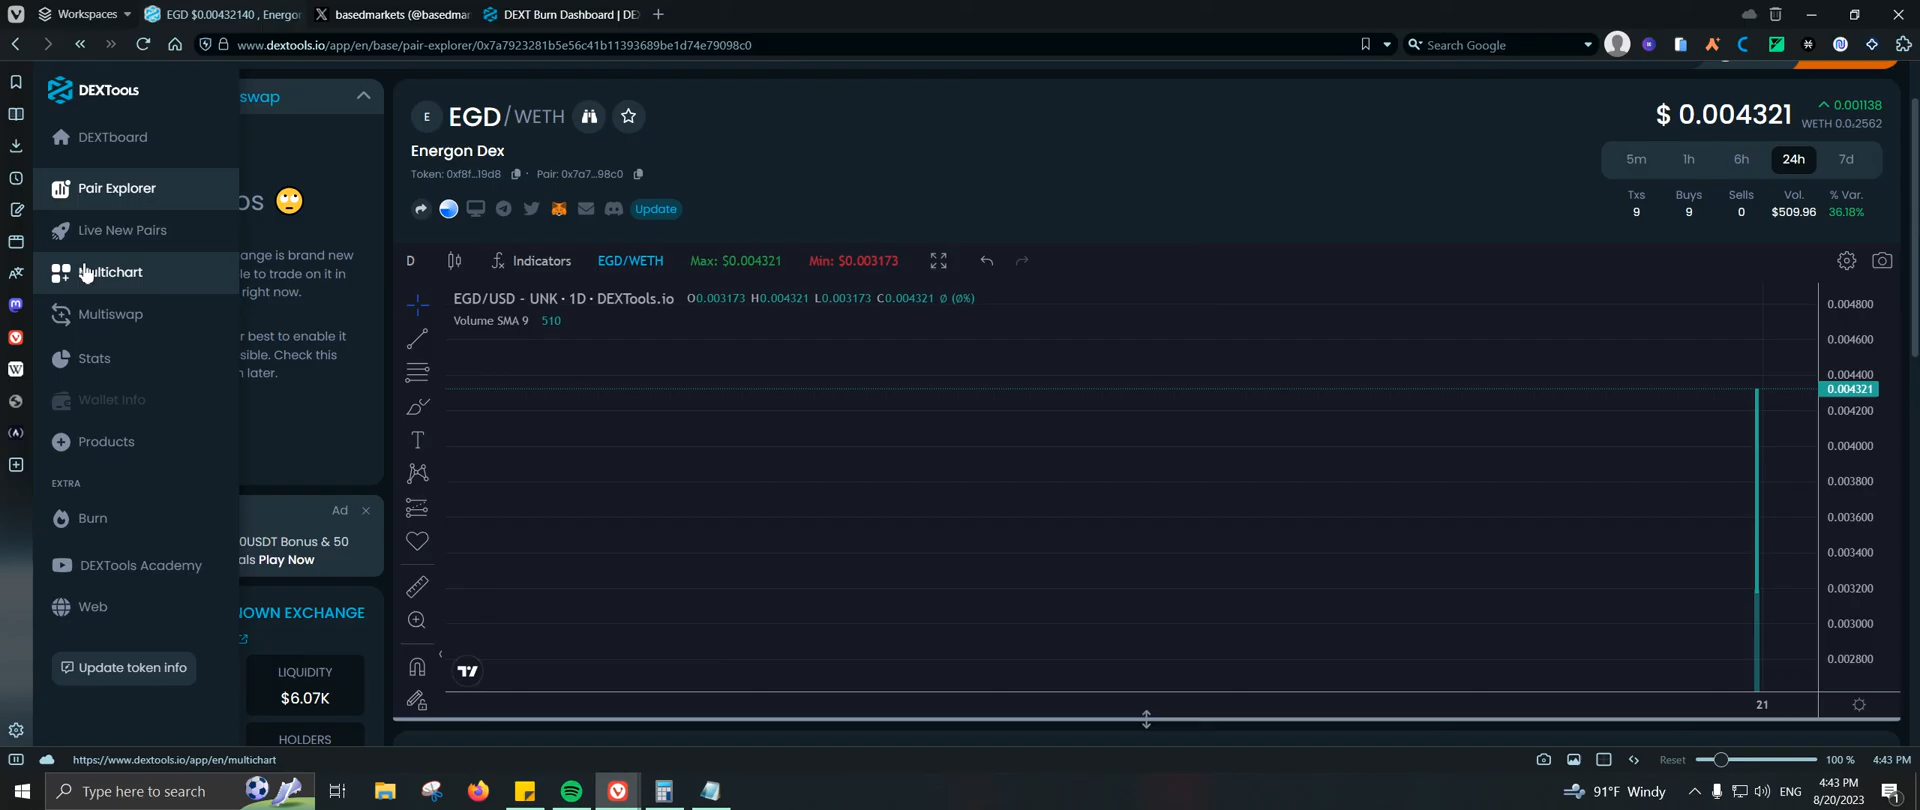 Workspaces
EGD $0.00432140 , Energon
basedmarkets (@basedmar
DEXT Burn Dashboard | DE
www.dextools.io/app/en/base/pair-explorer/0x7a7923281b5e56c41b11393689be1d74e79098c0
Search Google
DEXTools
DEXTboard
Pair Explorer
Live New Pairs
Multichart
Multiswap
Stats
Wallet Info
Products
EXTRA
Burn
DEXTools Academy
Web
Update token info
swap
os
ange is brand new
le to trade on it in
right now.
r best to enable it
sible. Check this
n later.
Ad
0USDT Bonus & 50
als Play Now
NOWN EXCHANGE
LIQUIDITY
$6.07K
HOLDERS
E
EGD/WETH
Energon Dex
Token: 0xf8f...19d8 · Pair: 0x7a7...98c0
Update
$ 0.004321
0.001138
5m 1h 6h 24h 7d
Txs Buys Sells Vol. % Var.
9 9 0 $509.96 36.18%
D Indicators EGD/WETH Max: $0.004321 Min: $0.003173
EGD/USD - UNK · 1D · DEXTools.io O0.003173 H0.004321 L0.003173 C0.004321 ∅ (0%)
Volume SMA 9 510
0.004800
0.004600
0.004400
0.004321
0.004200
0.004000
0.003800
0.003600
0.003400
0.003200
0.003000
0.002800
21
https://www.dextools.io/app/en/multichart
Reset
100 %
4:43 PM
Type here to search
91°F Windy
ENG
4:43 PM
8/20/2023
1